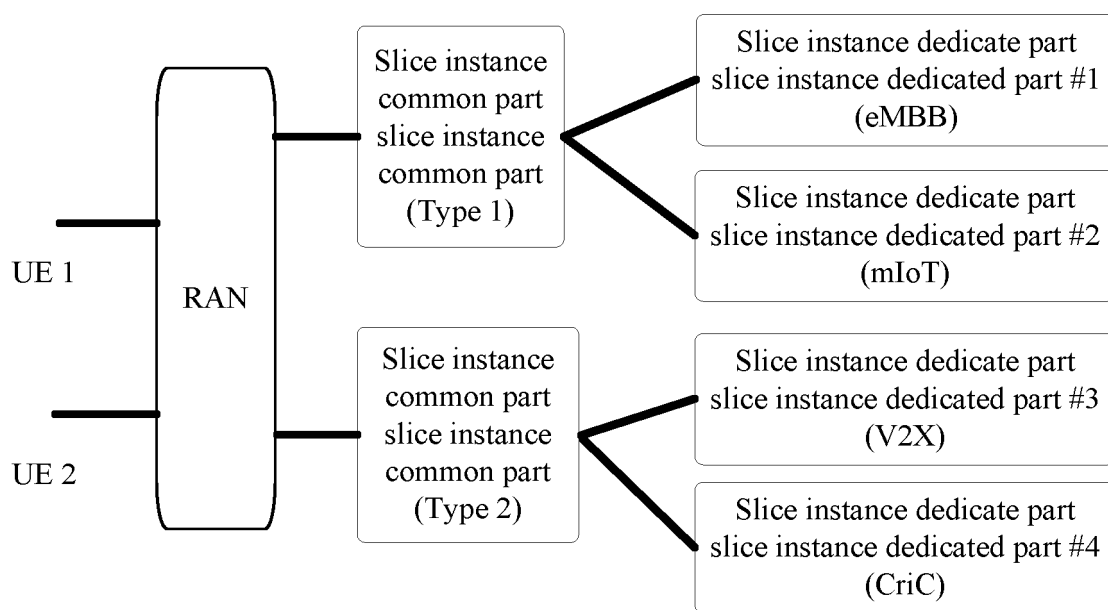 UE 1
UE 2
RAN
Slice instance
common part
slice instance
common part
(Type 1)
Slice instance
common part
slice instance
common part
(Type 2)
Slice instance dedicate part
slice instance dedicated part #1
(eMBB)
Slice instance dedicate part
slice instance dedicated part #2
(mIoT)
Slice instance dedicate part
slice instance dedicated part #3
(V2X)
Slice instance dedicate part
slice instance dedicated part #4
(CriC)